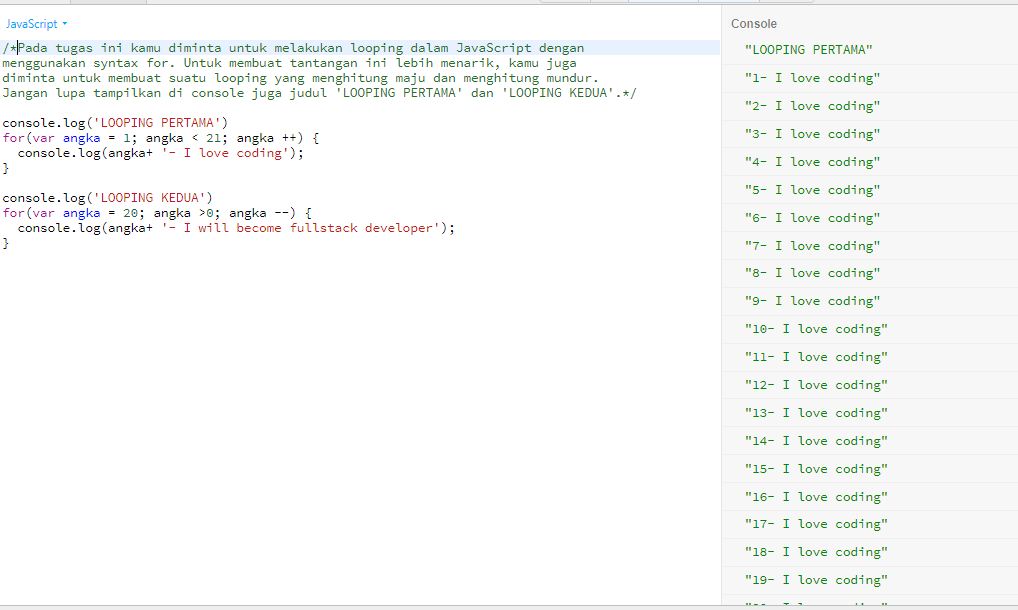 JavaScript
/*Pada tugas ini kamu diminta untuk melakukan looping dalam JavaScript dengan
menggunakan syntax for. Untuk membuat tantangan ini lebih menarik, kamu juga
diminta untuk membuat suatu looping yang menghitung maju dan menghitung mundur.
Jangan lupa tampilkan di console juga judul 'LOOPING PERTAMA' dan 'LOOPING KEDUA'.*/
console.log('LOOPING PERTAMA')
for(var angka = 1; angka < 21; angka ++) {
console.log(angka+ '- I love coding');
}
console.log('LOOPING KEDUA')
for(var angka = 20; angka >0; angka --) {
console.log(angka+ '- I will become fullstack developer');
}
Console
"LOOPING PERTAMA"
"1- I love coding"
"2- I love coding"
"3- I love coding"
"4- I love coding"
"5- I love coding"
"6- I love coding"
"7- I love coding"
"8- I love coding"
"9- I love coding"
"10- I love coding"
"11- I love coding"
"12- I love coding"
"13- I love coding"
"14- I love coding"
"15- I love coding"
"16- I love coding"
"17- I love coding"
"18- I love coding"
"19- I love coding"